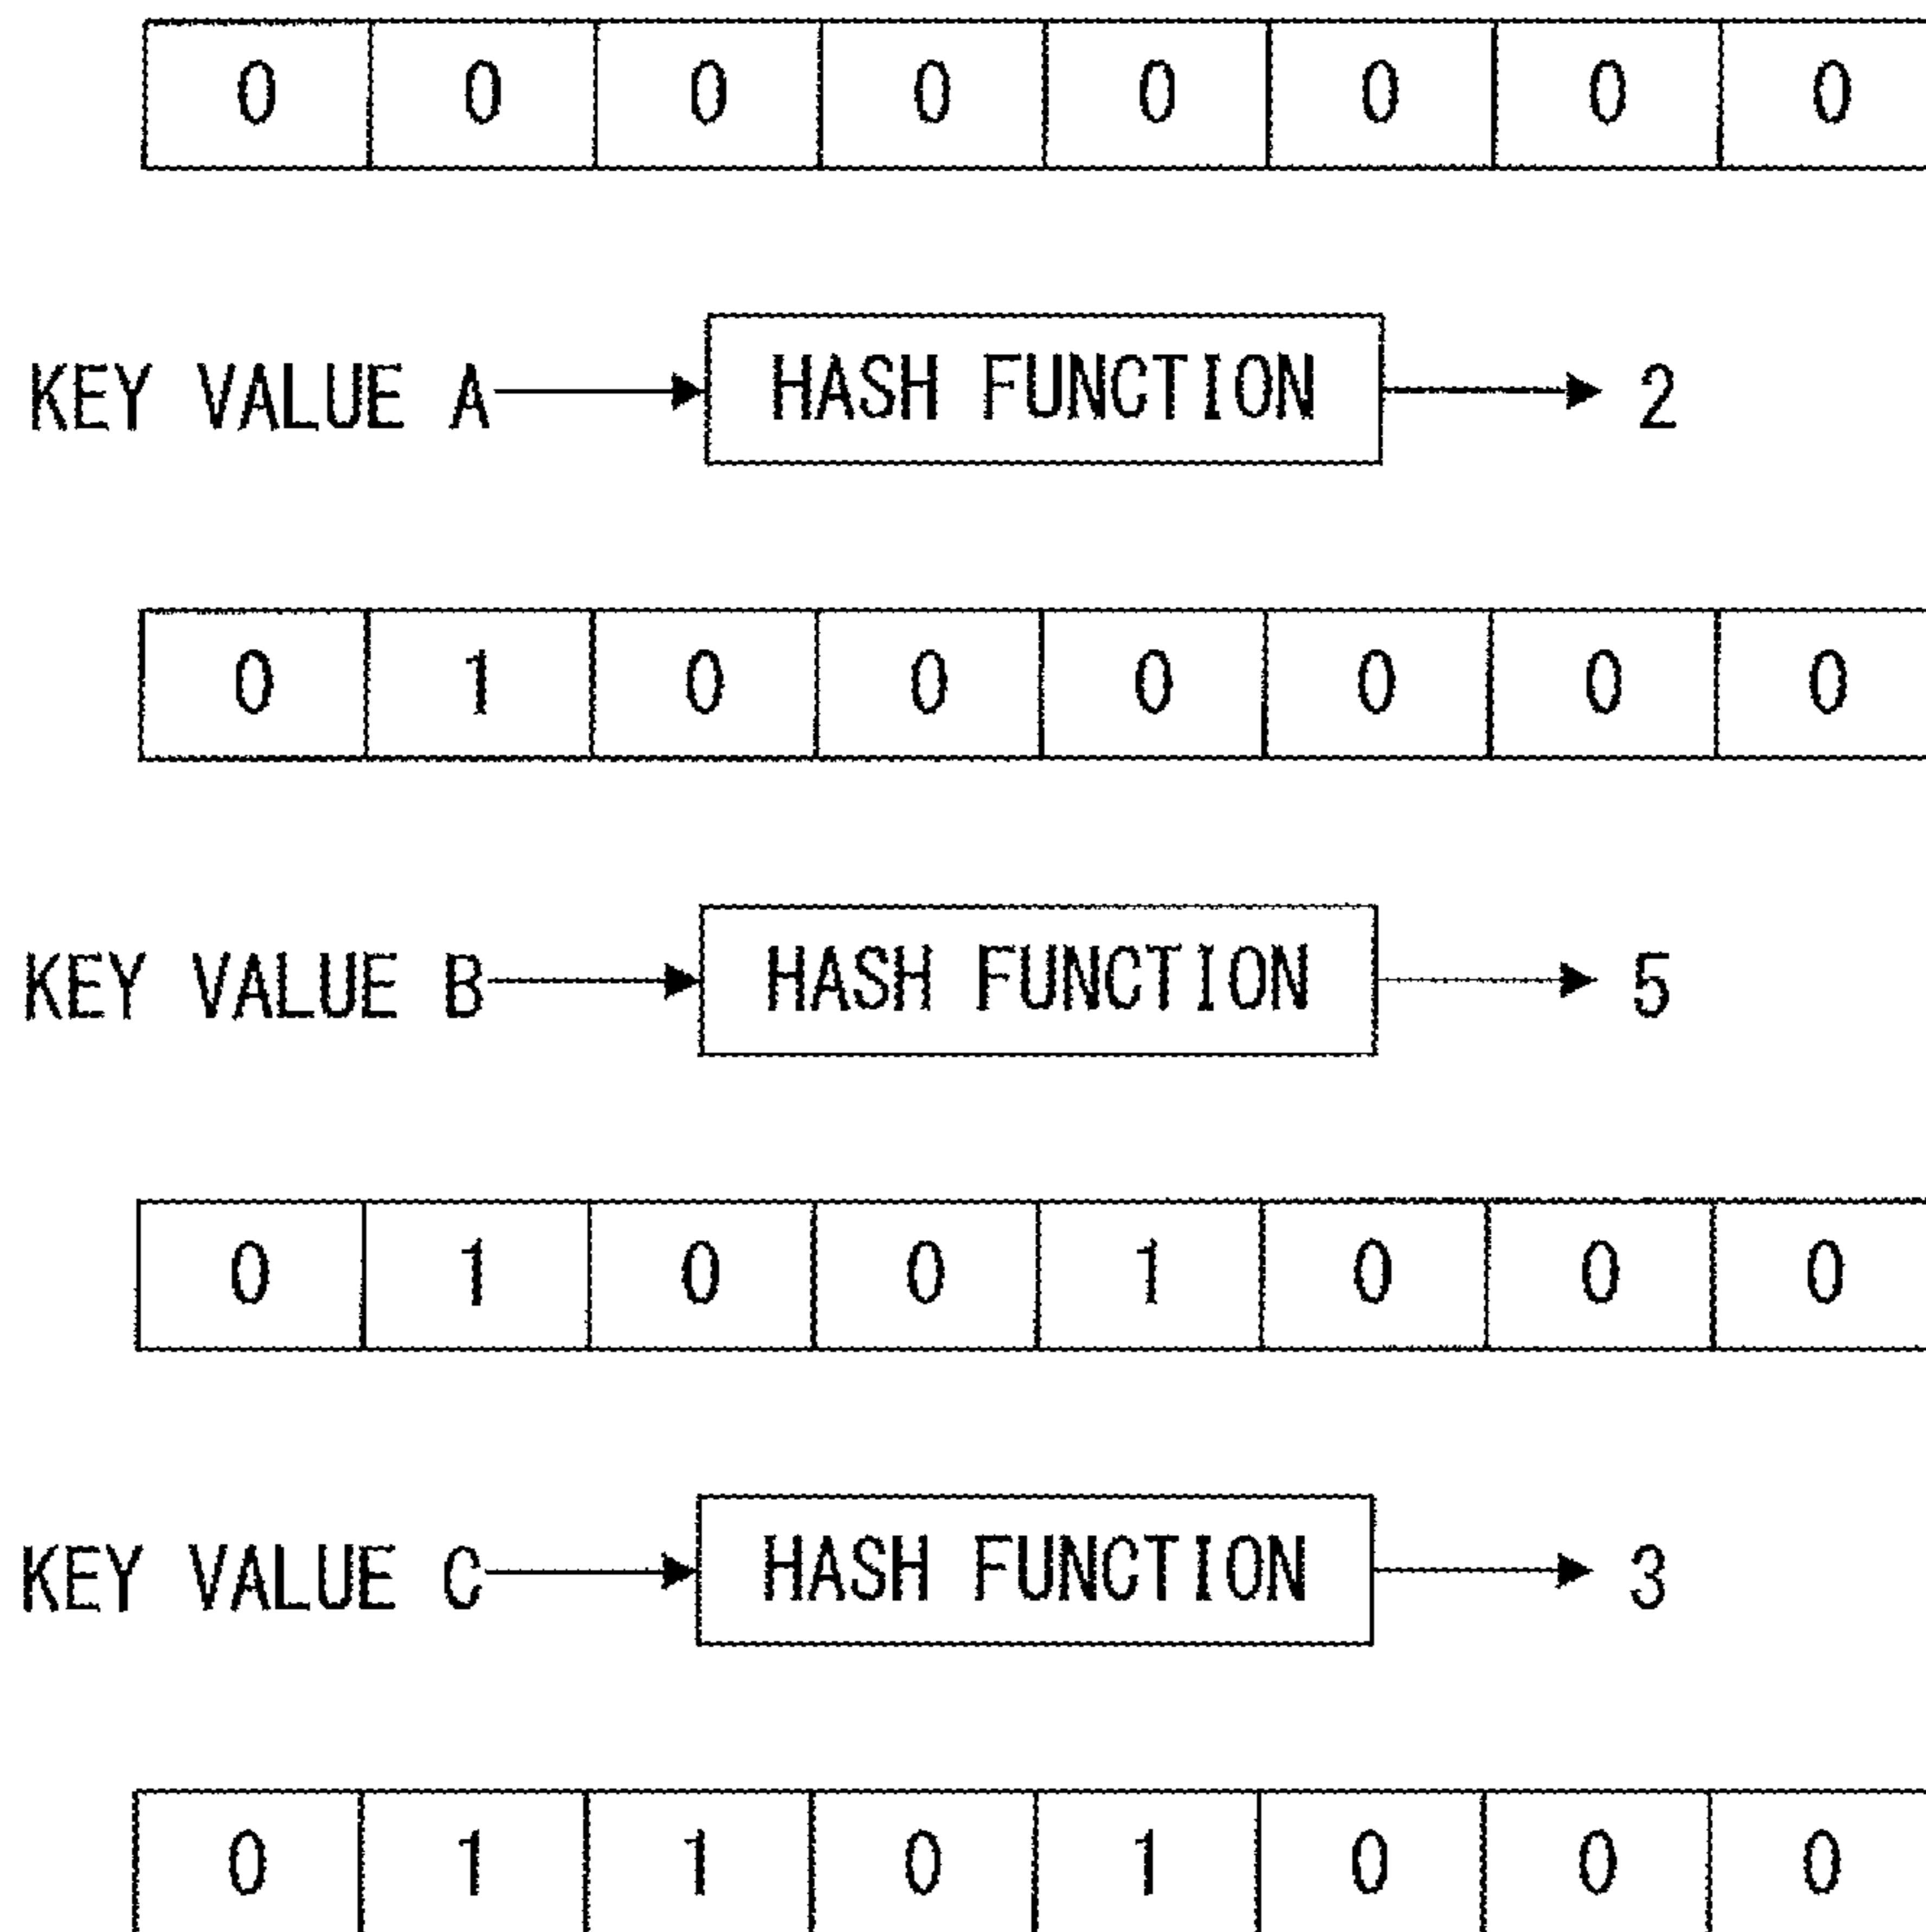 0 0 0 0 0 0 0 0
KEY VALUE A HASH FUNCTION 2
0 1 0 0 0 0 0 0
KEY VALUE B HASH FUNCTION 5
0 1 0 0 1 0 0 0
KEY VALUE C HASH FUNCTION 3
0 1 1 0 1 0 0 0